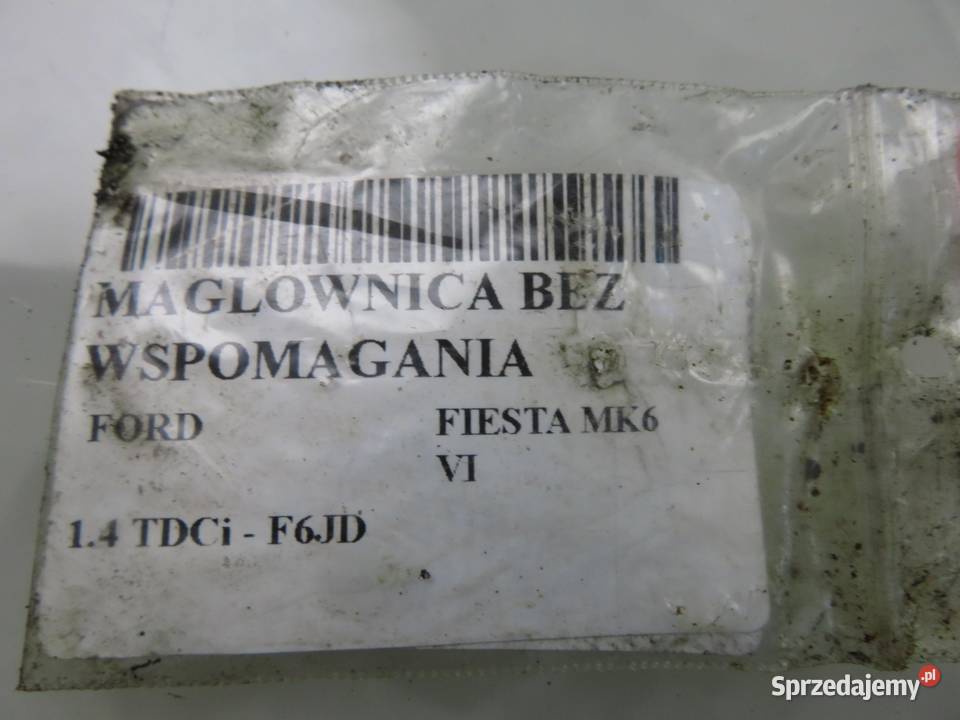 MAGLOWNICA BEZ
WSPOMAGANIA
FORD FIESTA MK6
VI
1.4 TDCi - F6JD
Sprzedajemy.pl